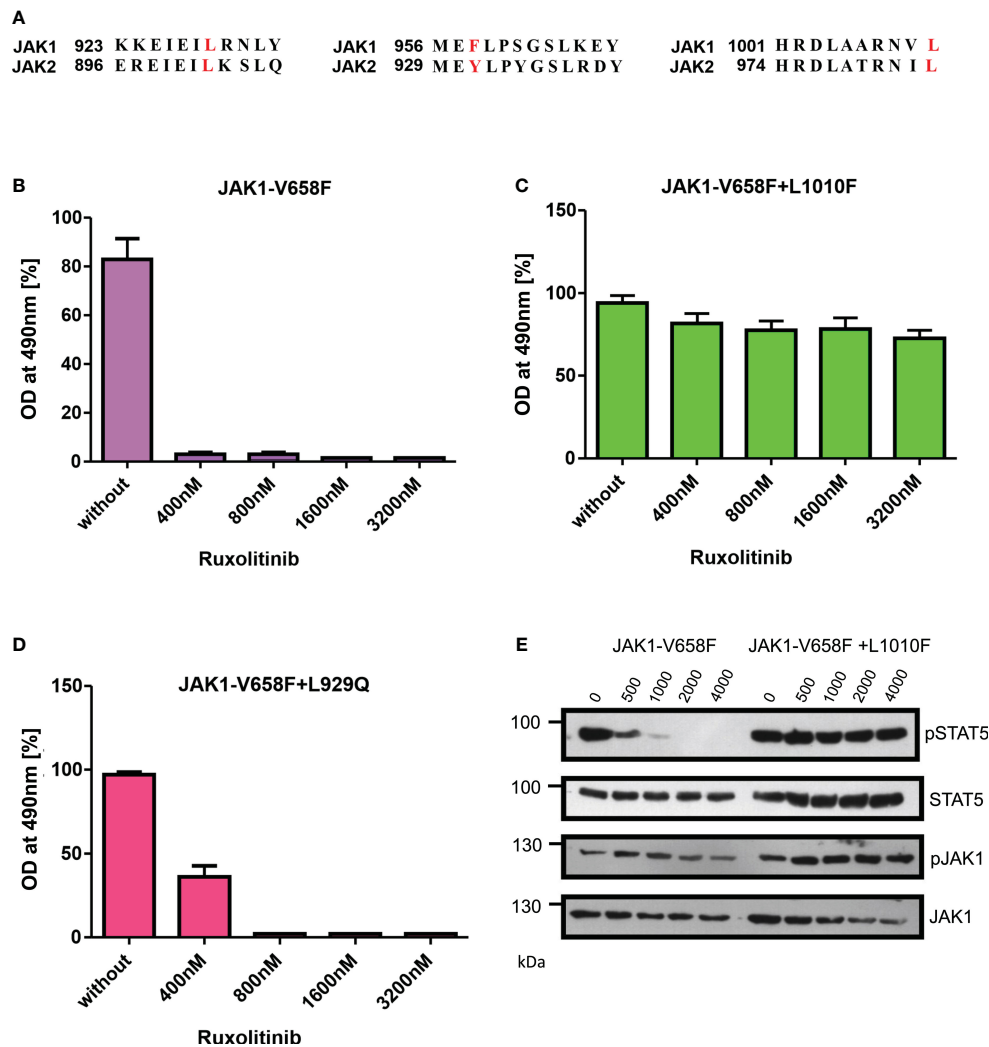 A
JAK1 923 K K E I E I L R N L Y
JAK2 896 E R E I E I L K S L Q
JAK1 956 M E F L P S G S L K E Y
JAK2 929 M E Y L P Y G S L R D Y
JAK1 1001 H R D L A A R N V L
JAK2 974 H R D L A T R N I L
B
JAK1-V658F
OD at 490nm [%]
100
80
60
40
20
0
without 400nM 800nM 1600nM 3200nM
Ruxolitinib
C
JAK1-V658F+L1010F
OD at 490nm [%]
150
100
50
0
without 400nM 800nM 1600nM 3200nM
Ruxolitinib
D
JAK1-V658F+L929Q
OD at 490nm [%]
150
100
50
0
without 400nM 800nM 1600nM 3200nM
Ruxolitinib
E
JAK1-V658F JAK1-V658F +L1010F
0 500 1000 2000 4000 0 500 1000 2000 4000
100 pSTAT5
100 STAT5
130 pJAK1
130 JAK1
kDa